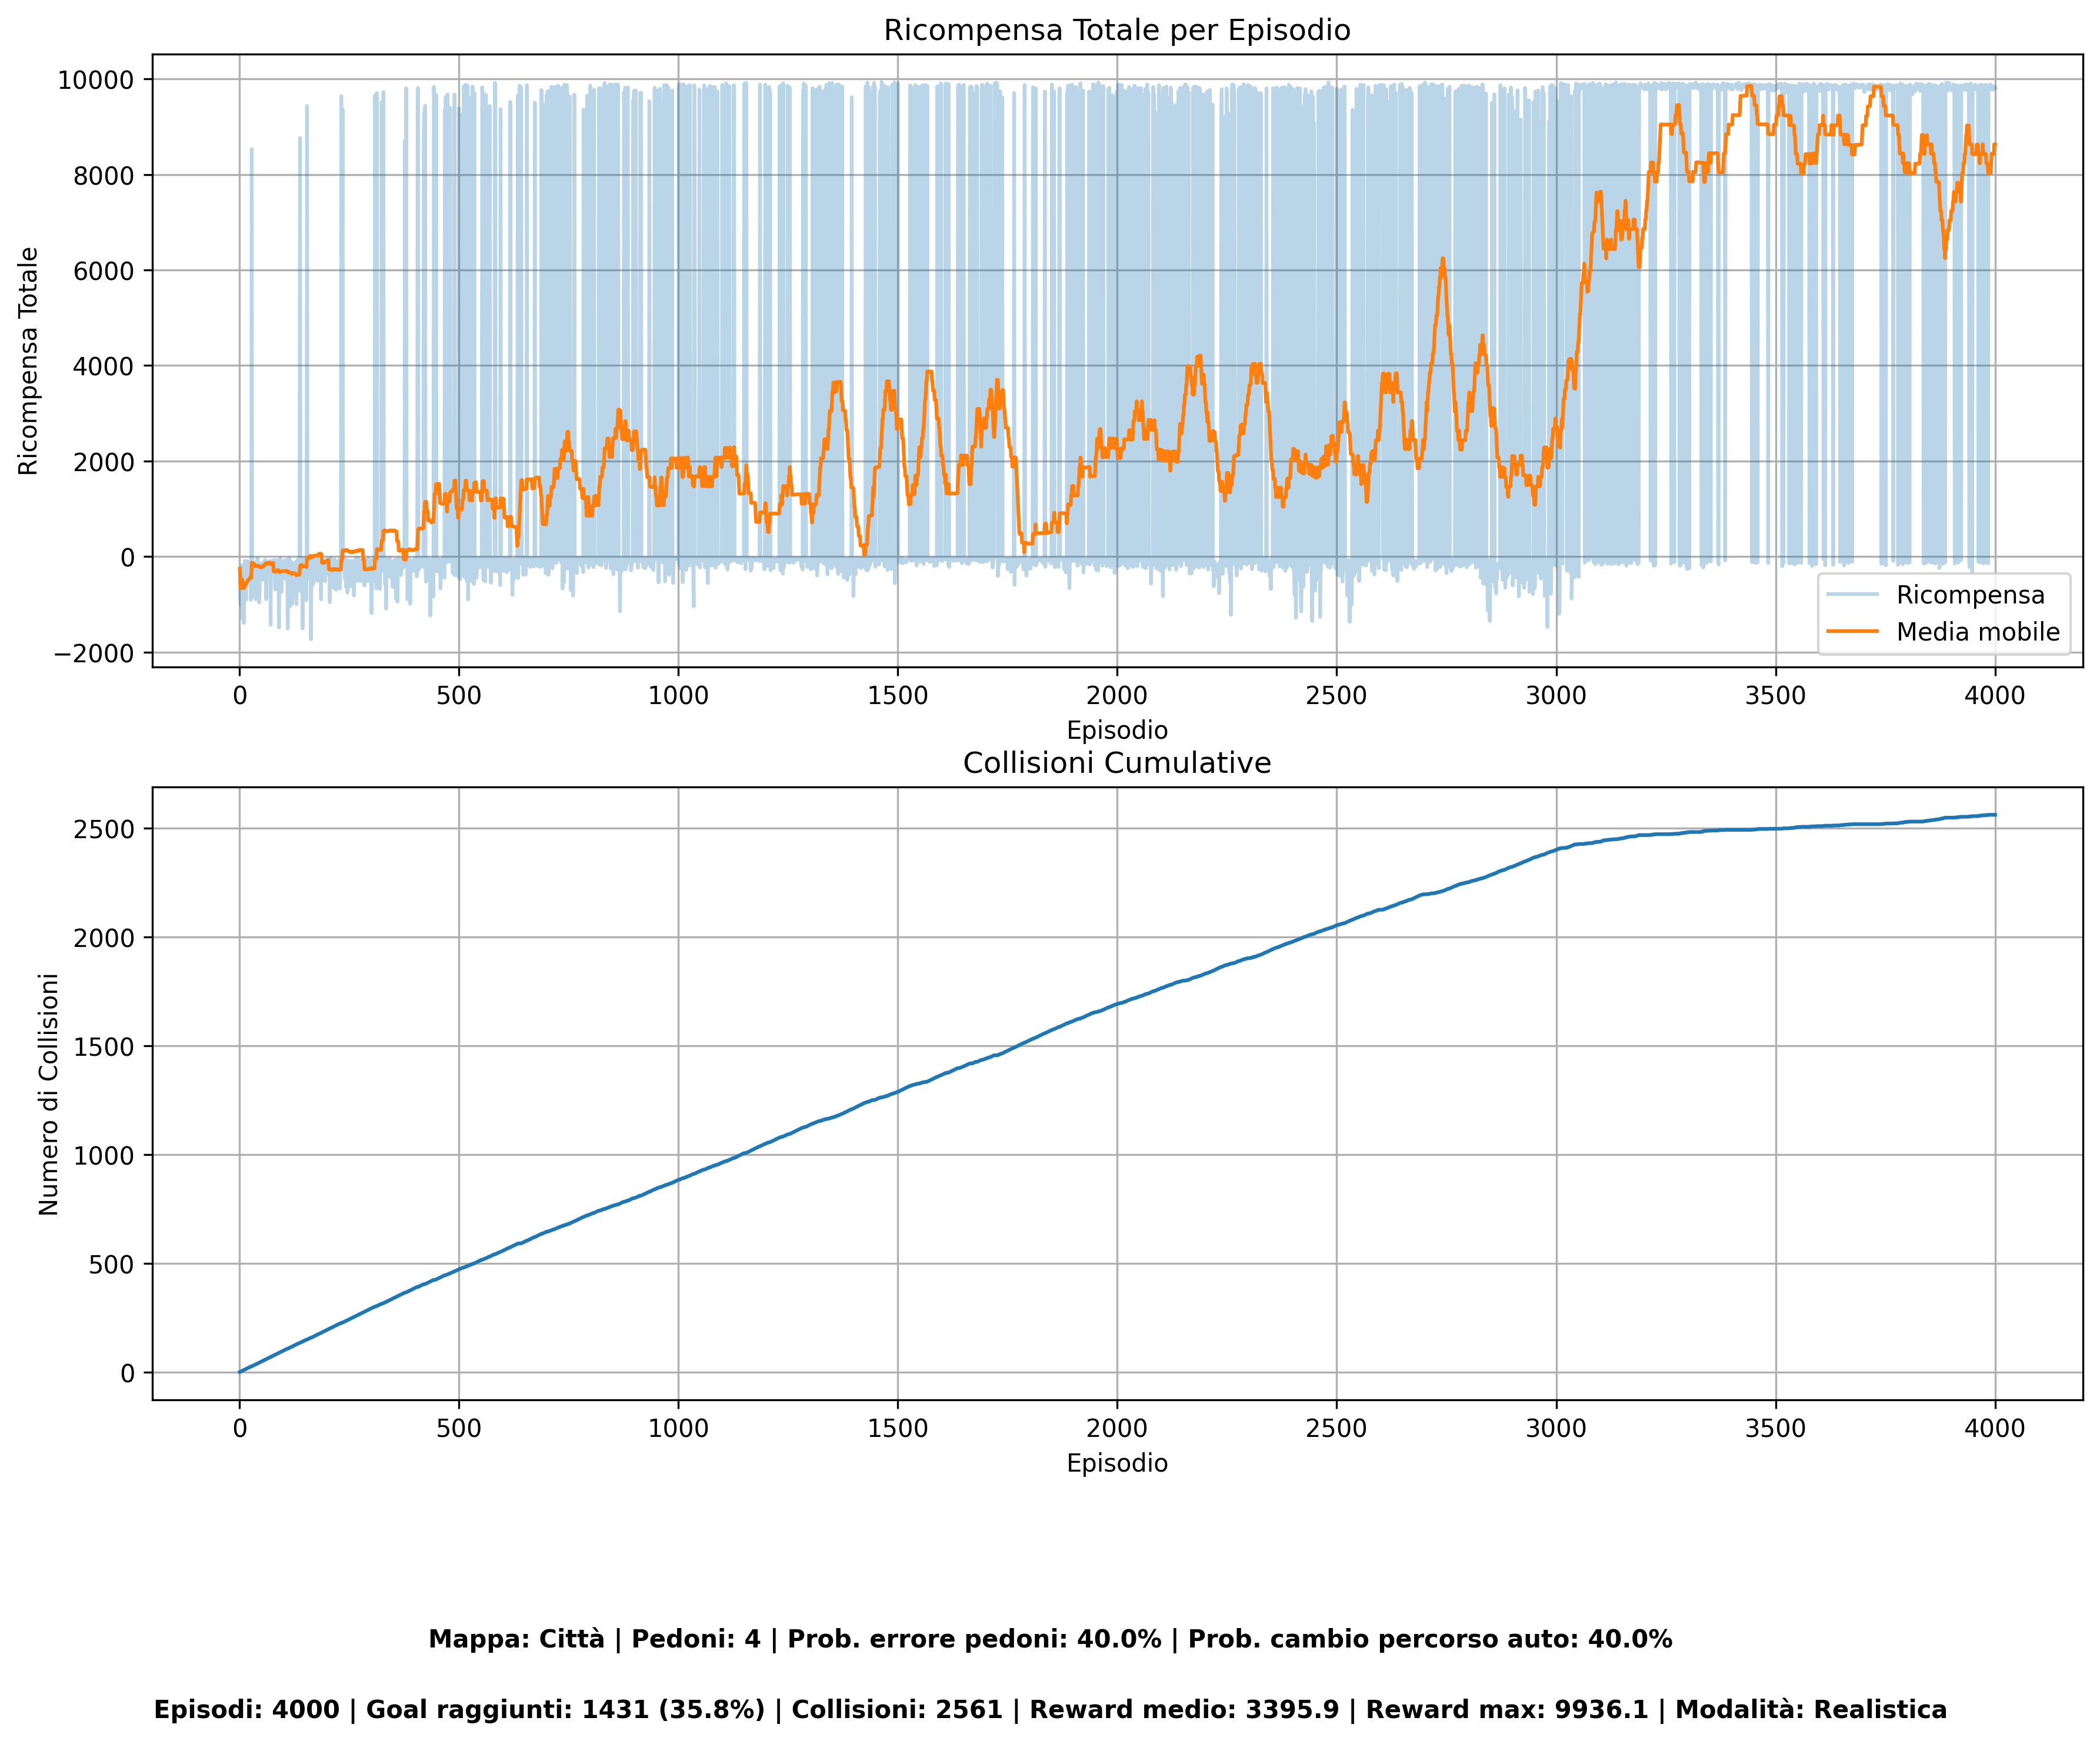 Ricompensa Totale per Episodio
Ricompensa Totale
10000
8000
6000
4000
2000
0
−2000
0 500 1000 1500 2000 2500 3000 3500 4000
Episodio
Ricompensa
Media mobile
Collisioni Cumulative
Numero di Collisioni
2500
2000
1500
1000
500
0
0 500 1000 1500 2000 2500 3000 3500 4000
Episodio
Mappa: Città | Pedoni: 4 | Prob. errore pedoni: 40.0% | Prob. cambio percorso auto: 40.0%
Episodi: 4000 | Goal raggiunti: 1431 (35.8%) | Collisioni: 2561 | Reward medio: 3395.9 | Reward max: 9936.1 | Modalità: Realistica